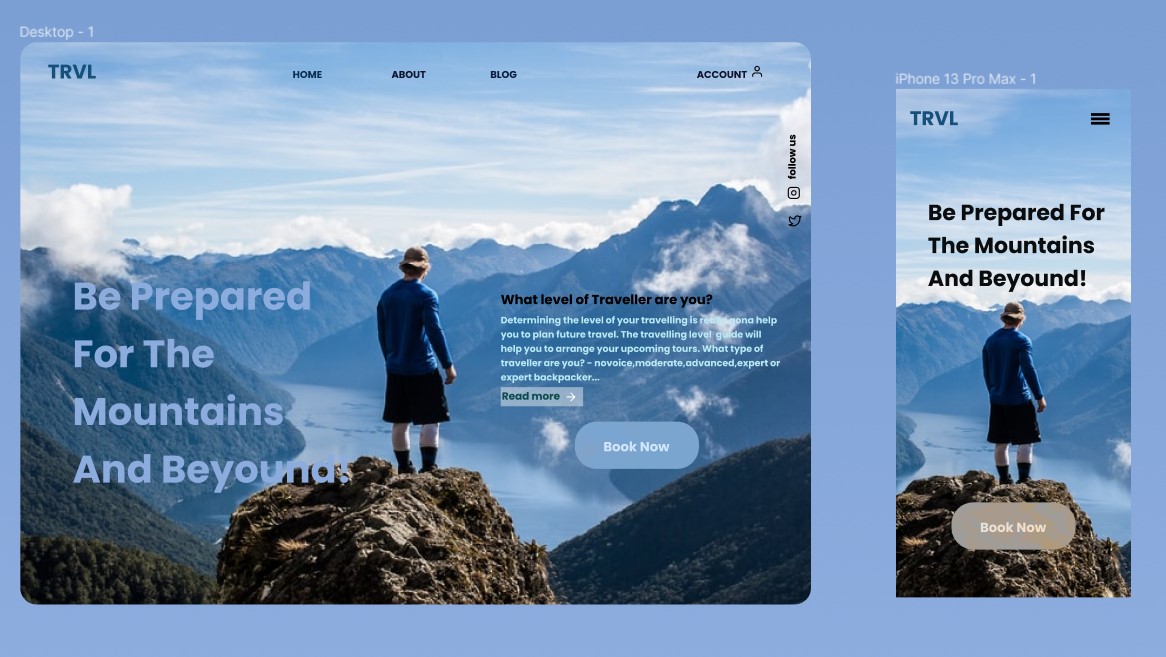 Desktop - 1
TRVL
HOME
ABOUT
BLOG
ACCOUNT
follow us
Be Prepared
For The
Mountains
And Beyound!
What level of Traveller are you?
Determining the level of your travelling is really gona help
you to plan future travel. The travelling level guide will
help you to arrange your upcoming tours. What type of
traveller are you? - novoice,moderate,advanced,expert or
expert backpacker...
Read more
Book Now
iPhone 13 Pro Max - 1
TRVL
Be Prepared For
The Mountains
And Beyound!
Book Now